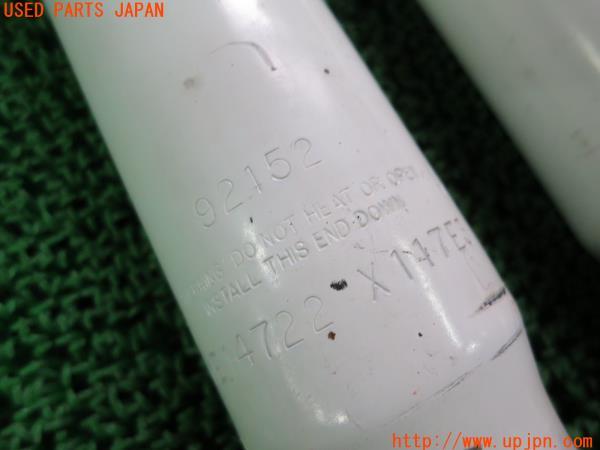 USED PARTS JAPAN
92152
DO NOT HEAT OR OPEN
INSTALL THIS END DOWN
4722 X147E
http://www.upjpn.com/